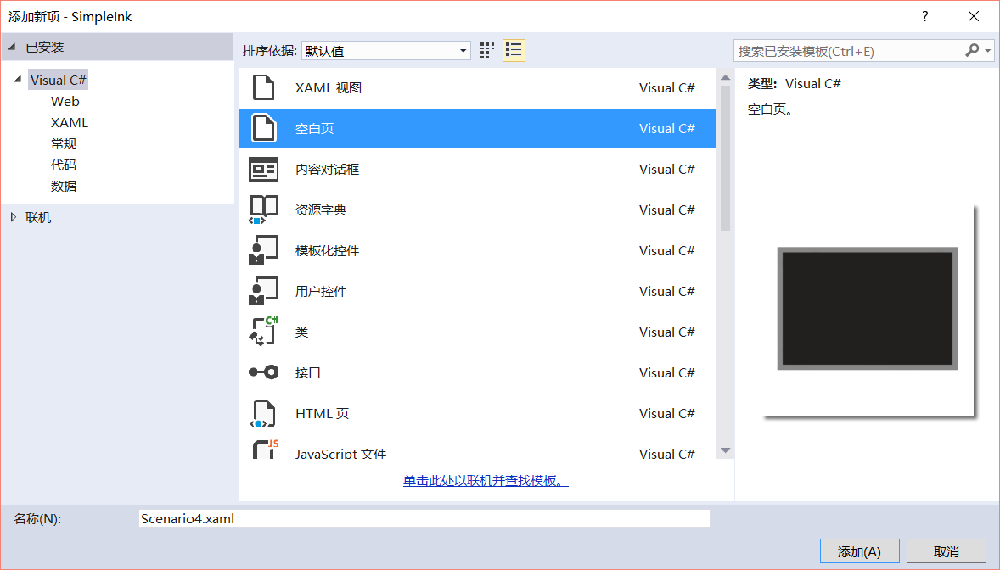 添加新项 - SimpleInk
?
已安装
排序依据: 默认值
搜索已安装模板(Ctrl+E)
Visual C#
Web
XAML
常规
代码
数据
联机
XAML 视图 Visual C#
空白页 Visual C#
内容对话框 Visual C#
资源字典 Visual C#
模板化控件 Visual C#
用户控件 Visual C#
C#
类 Visual C#
接口 Visual C#
HTML 页 Visual C#
JS
JavaScript 文件 Visual C#
单击此处以联机并查找模板。
类型: Visual C#
空白页。
名称(N): Scenario4.xaml
添加(A) 取消